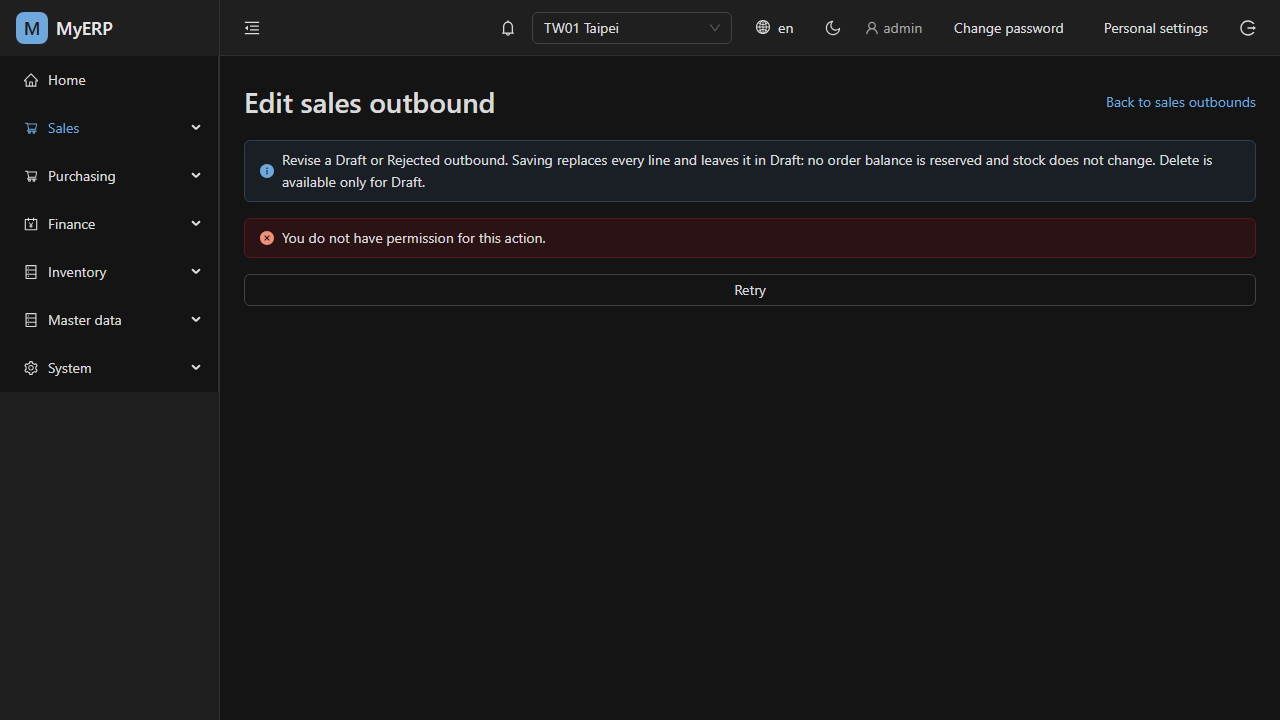 M MyERP
TW01 Taipei
en
admin
Change password
Personal settings
Home
Sales
Purchasing
Finance
Inventory
Master data
System
Edit sales outbound
Back to sales outbounds
Revise a Draft or Rejected outbound. Saving replaces every line and leaves it in Draft: no order balance is reserved and stock does not change. Delete is
available only for Draft.
You do not have permission for this action.
Retry